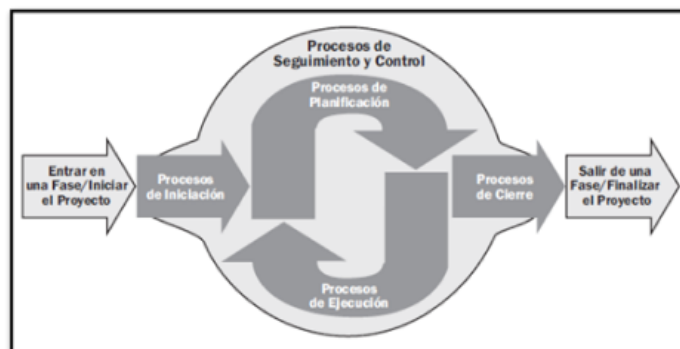 Procesos de
Seguimiento y Control
Procesos de
Planificación
Entrar en
una Fase/Iniciar
el Proyecto
Procesos
de Iniciación
Procesos
de Cierre
Salir de una
Fase/Finalizar
el Proyecto
Procesos
de Ejecución